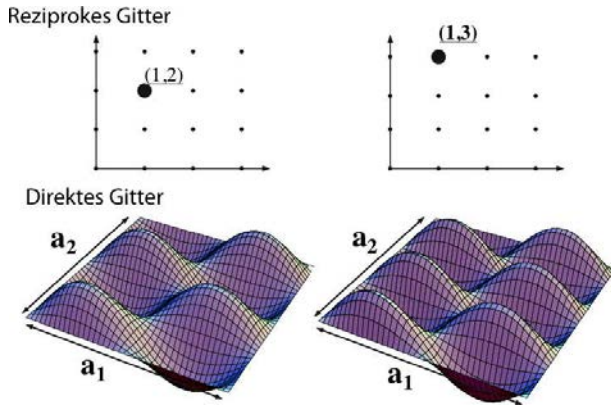 Reziprokes Gitter
(1,2)
(1,3)
Direktes Gitter
a2
a1
a2
a1